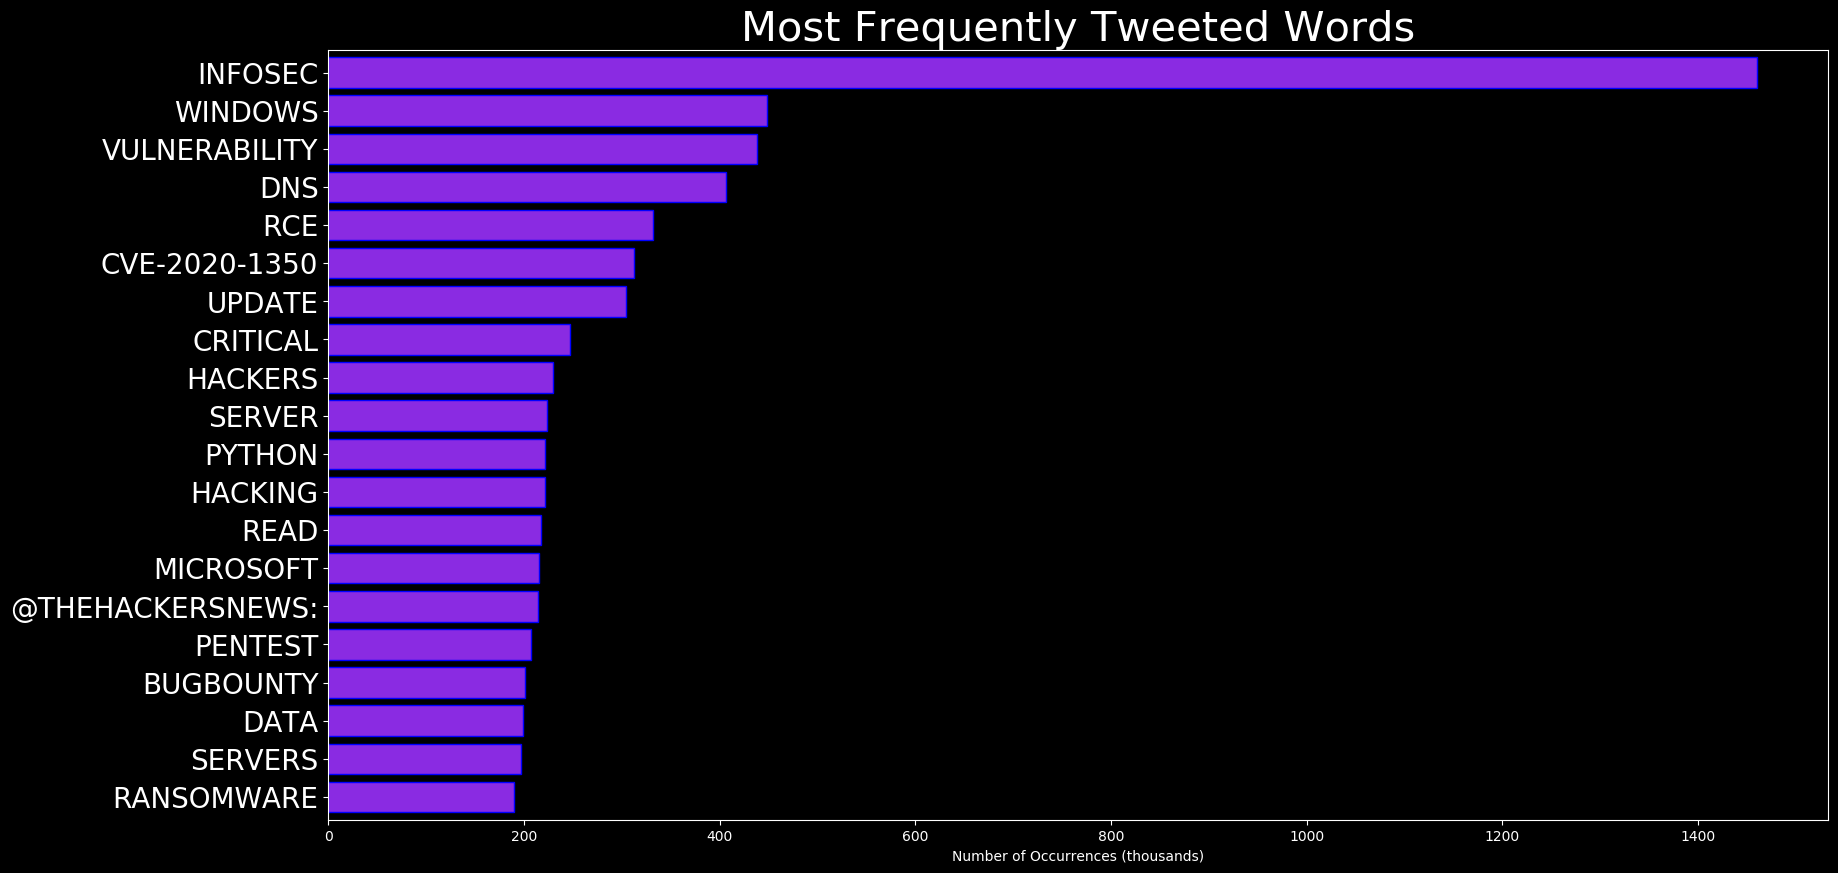 Most Frequently Tweeted Words
INFOSEC
WINDOWS
VULNERABILITY
DNS
RCE
CVE-2020-1350
UPDATE
CRITICAL
HACKERS
SERVER
PYTHON
HACKING
READ
MICROSOFT
@THEHACKERSNEWS:
PENTEST
BUGBOUNTY
DATA
SERVERS
RANSOMWARE
0 200 400 600 800 1000 1200 1400
Number of Occurrences (thousands)